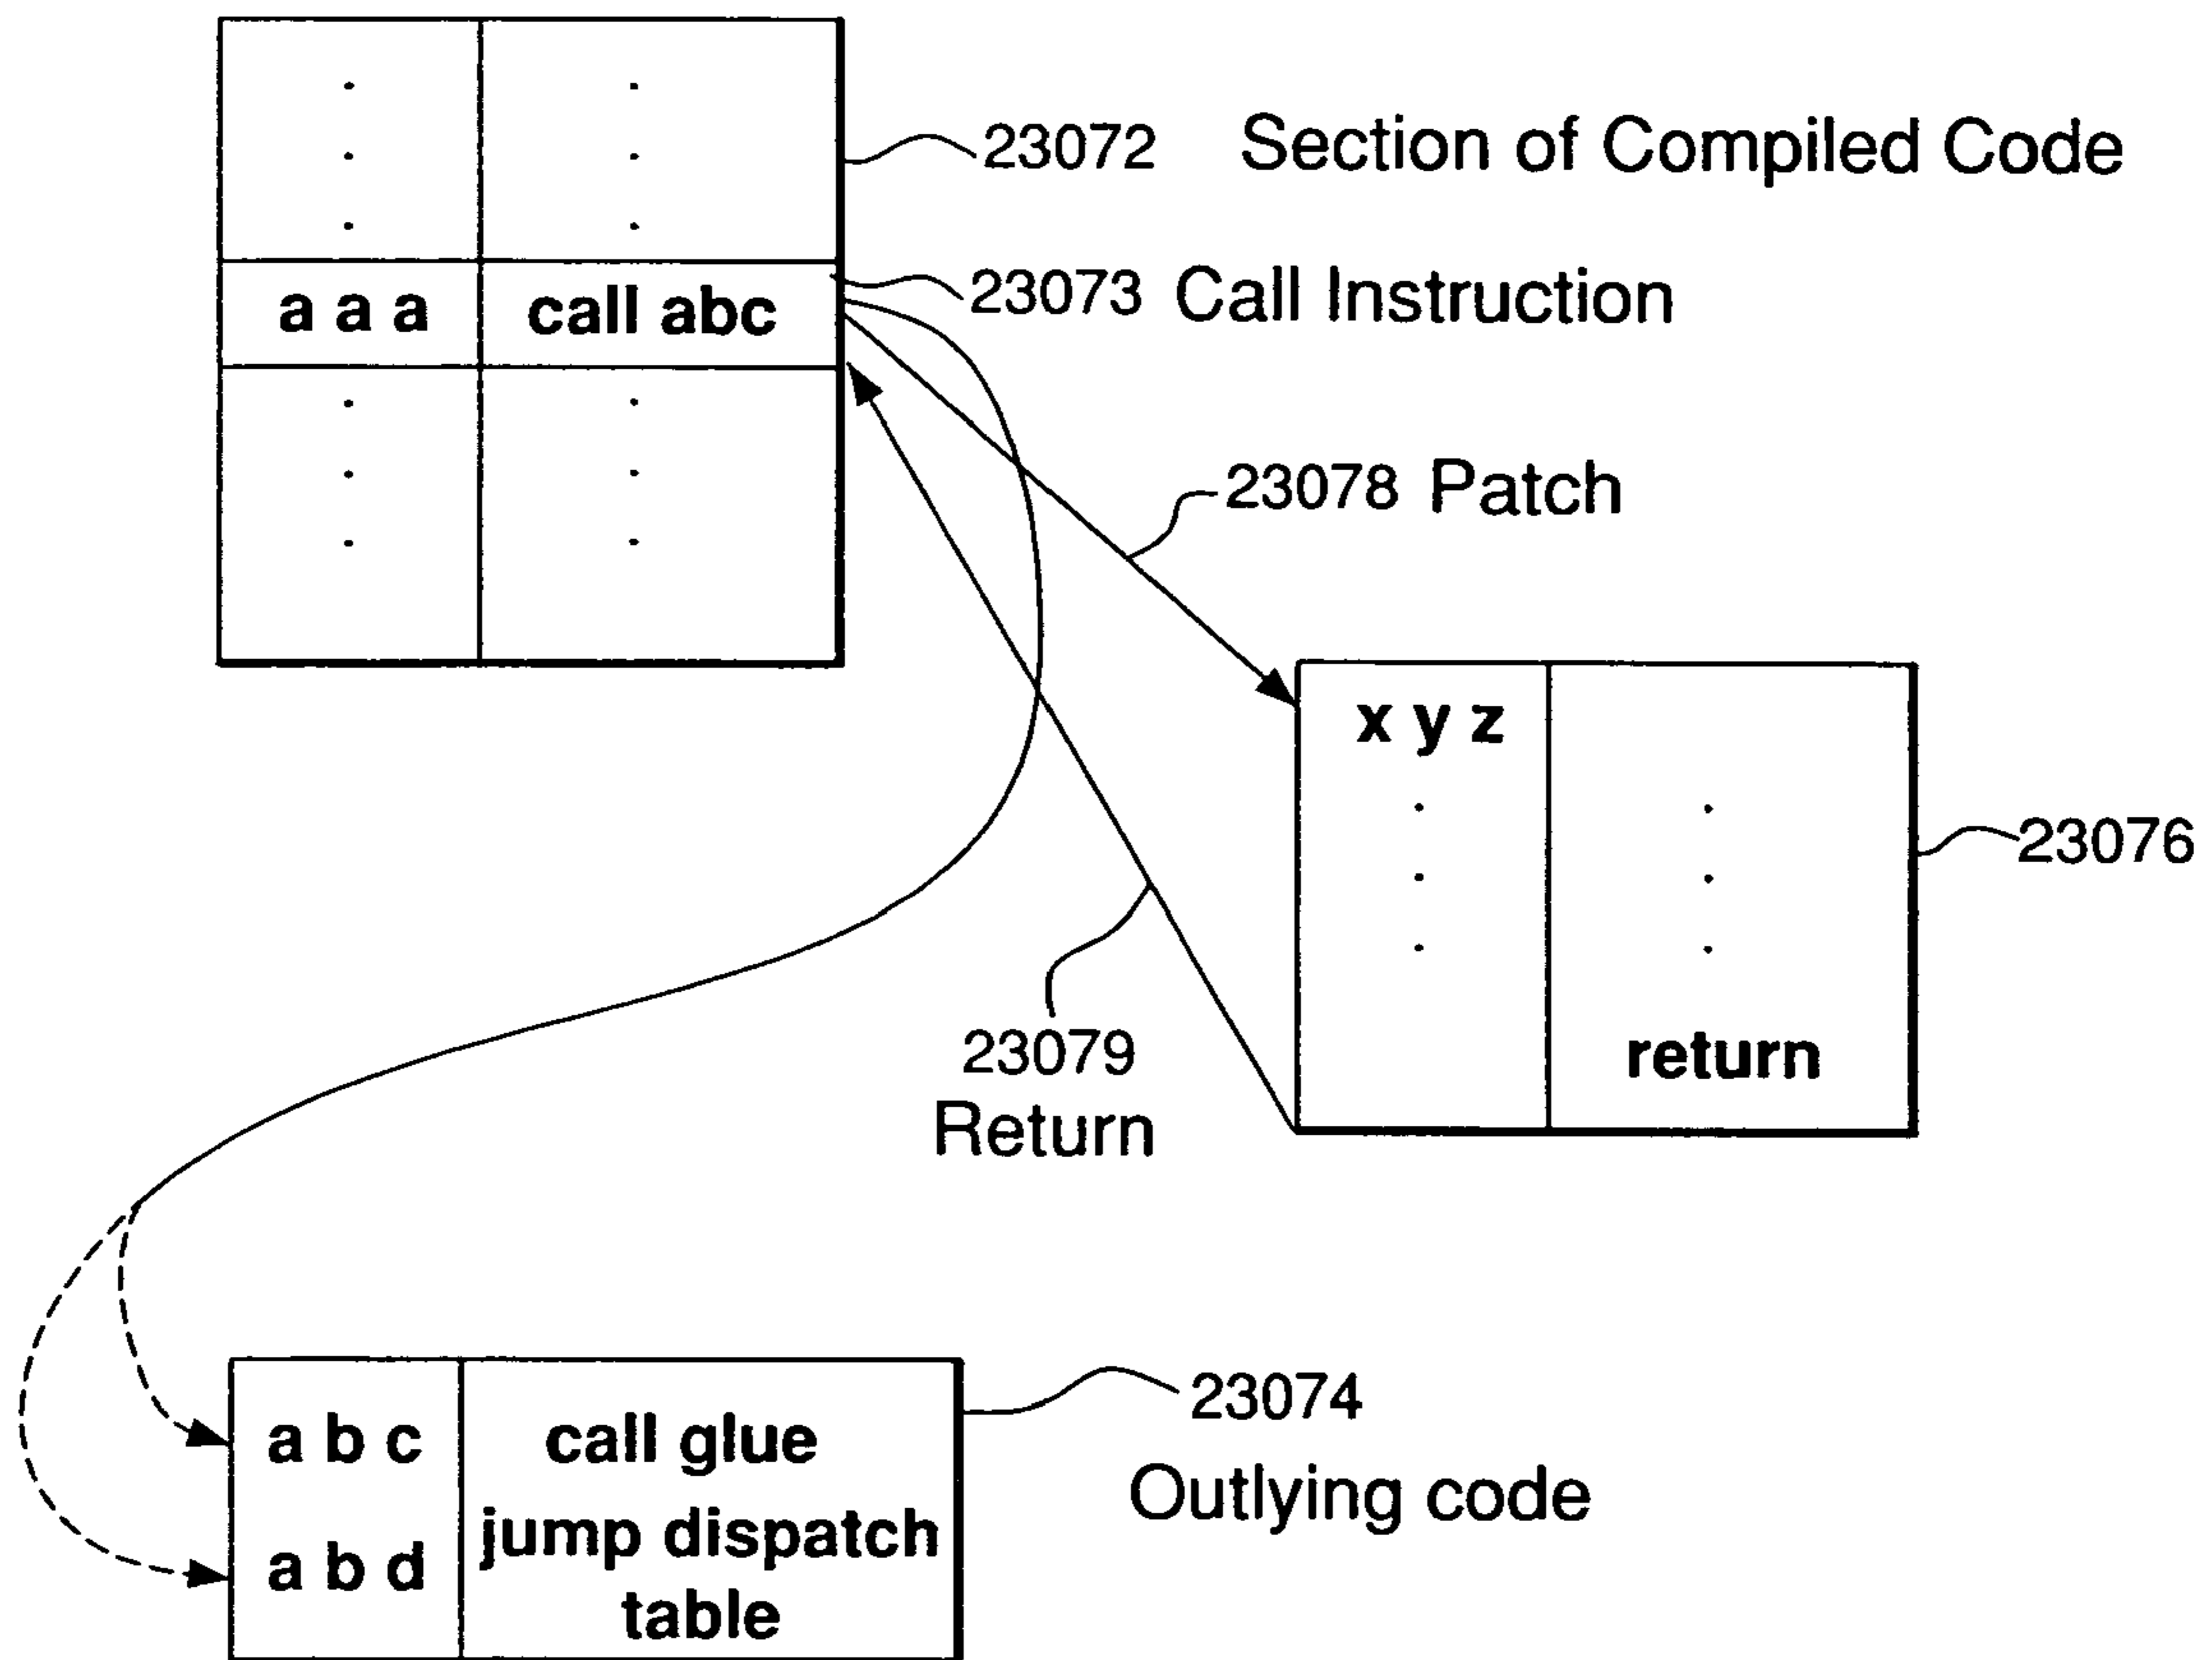 23072 Section of Compiled Code
a a a call abc
23073 Call Instruction
23078 Patch
x y z
23076
return
23079
Return
a b c call glue
a b d jump dispatch
table
23074
Outlying code